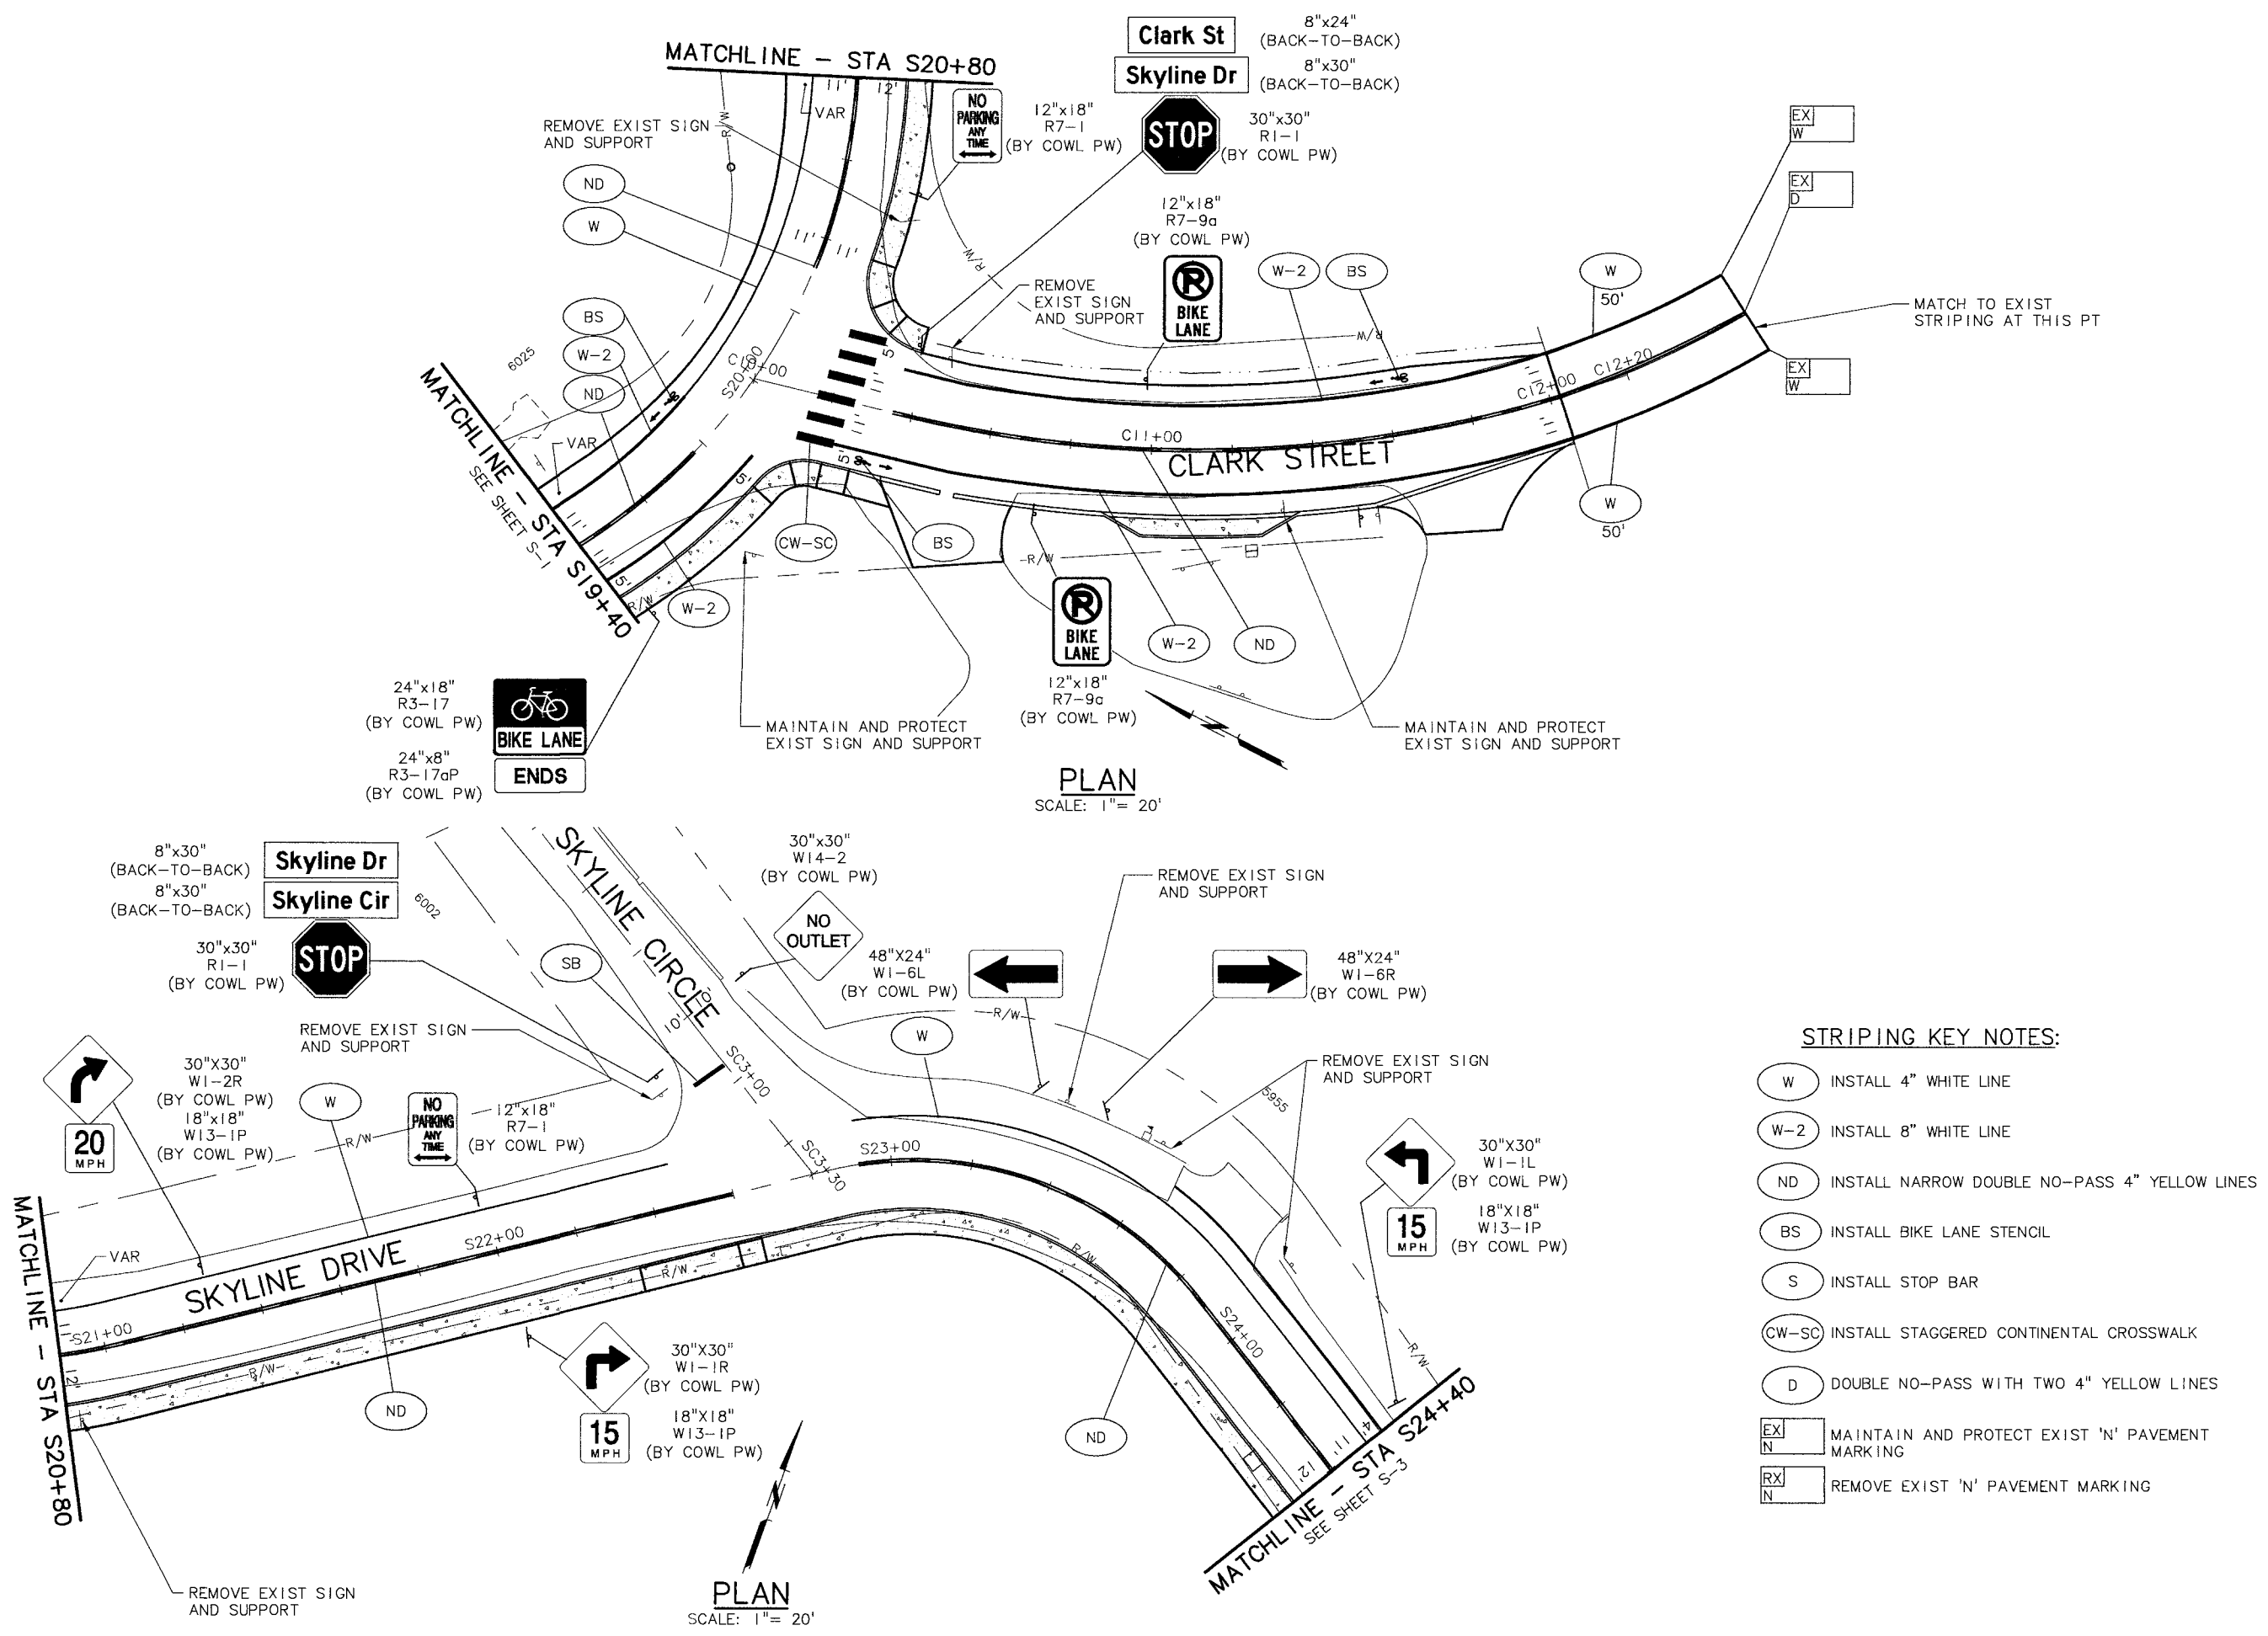 MATCHLINE - STA S20+80
Clark St
8"x24"
(BACK-TO-BACK)
Skyline Dr
8"x30"
(BACK-TO-BACK)
NO
PARKING
ANY
TIME
12"x18"
R7-1
(BY COWL PW)
STOP
30"x30"
R1-1
(BY COWL PW)
REMOVE EXIST SIGN
AND SUPPORT
R/W
VAR
11'
12'
ND
W
11'
11'
R/W
12"x18"
R7-9a
(BY COWL PW)
P
BIKE
LANE
REMOVE
EXIST SIGN
AND SUPPORT
W-2
BS
W
50'
EX
W
EX
D
MATCH TO EXIST
STRIPING AT THIS PT
EX
W
R/W
BS
W-2
ND
6025
VAR
S20+00
C10+00
5'
C11+00
CLARK STREET
C12+00
C12+20
W
50'
MATCHLINE - STA S19+40
SEE SHEET S-1
11'
5'
5'
5'
R/W
W-2
CW-SC
BS
R/W
P
BIKE
LANE
12"x18"
R7-9a
(BY COWL PW)
W-2
ND
24"x18"
R3-17
(BY COWL PW)
BIKE LANE
24"x8"
R3-17aP
(BY COWL PW)
ENDS
MAINTAIN AND PROTECT
EXIST SIGN AND SUPPORT
MAINTAIN AND PROTECT
EXIST SIGN AND SUPPORT
N
PLAN
SCALE: 1"= 20'
8"x30"
(BACK-TO-BACK)
Skyline Dr
8"x30"
(BACK-TO-BACK)
Skyline Cir
30"x30"
R1-1
(BY COWL PW)
STOP
6002
SKYLINE CIRCLE
SB
30"x30"
W14-2
(BY COWL PW)
NO
OUTLET
48"X24"
W1-6L
(BY COWL PW)
REMOVE EXIST SIGN
AND SUPPORT
48"X24"
W1-6R
(BY COWL PW)
REMOVE EXIST SIGN
AND SUPPORT
10'
10'
SC3+00
SC3+30
W
R/W
REMOVE EXIST SIGN
AND SUPPORT
5955
30"X30"
W1-2R
(BY COWL PW)
18"x18"
W13-1P
(BY COWL PW)
20
MPH
W
R/W
NO
PARKING
ANY
TIME
12"x18"
R7-1
(BY COWL PW)
S23+00
30"X30"
W1-1L
(BY COWL PW)
15
MPH
18"X18"
W13-1P
(BY COWL PW)
MATCHLINE - STA S20+80
VAR
S21+00
SKYLINE DRIVE
S22+00
12'
R/W
R/W
R/W
S24+00
R/W
ND
30"X30"
W1-1R
(BY COWL PW)
15
MPH
18"X18"
W13-1P
(BY COWL PW)
ND
4'
11'
12'
MATCHLINE - STA S24+40
SEE SHEET S-3
REMOVE EXIST SIGN
AND SUPPORT
N
PLAN
SCALE: 1"= 20'
STRIPING KEY NOTES:
W INSTALL 4" WHITE LINE
W-2 INSTALL 8" WHITE LINE
ND INSTALL NARROW DOUBLE NO-PASS 4" YELLOW LINES
BS INSTALL BIKE LANE STENCIL
S INSTALL STOP BAR
CW-SC INSTALL STAGGERED CONTINENTAL CROSSWALK
D DOUBLE NO-PASS WITH TWO 4" YELLOW LINES
EX
N
MAINTAIN AND PROTECT EXIST 'N' PAVEMENT
MARKING
RX
N
REMOVE EXIST 'N' PAVEMENT MARKING